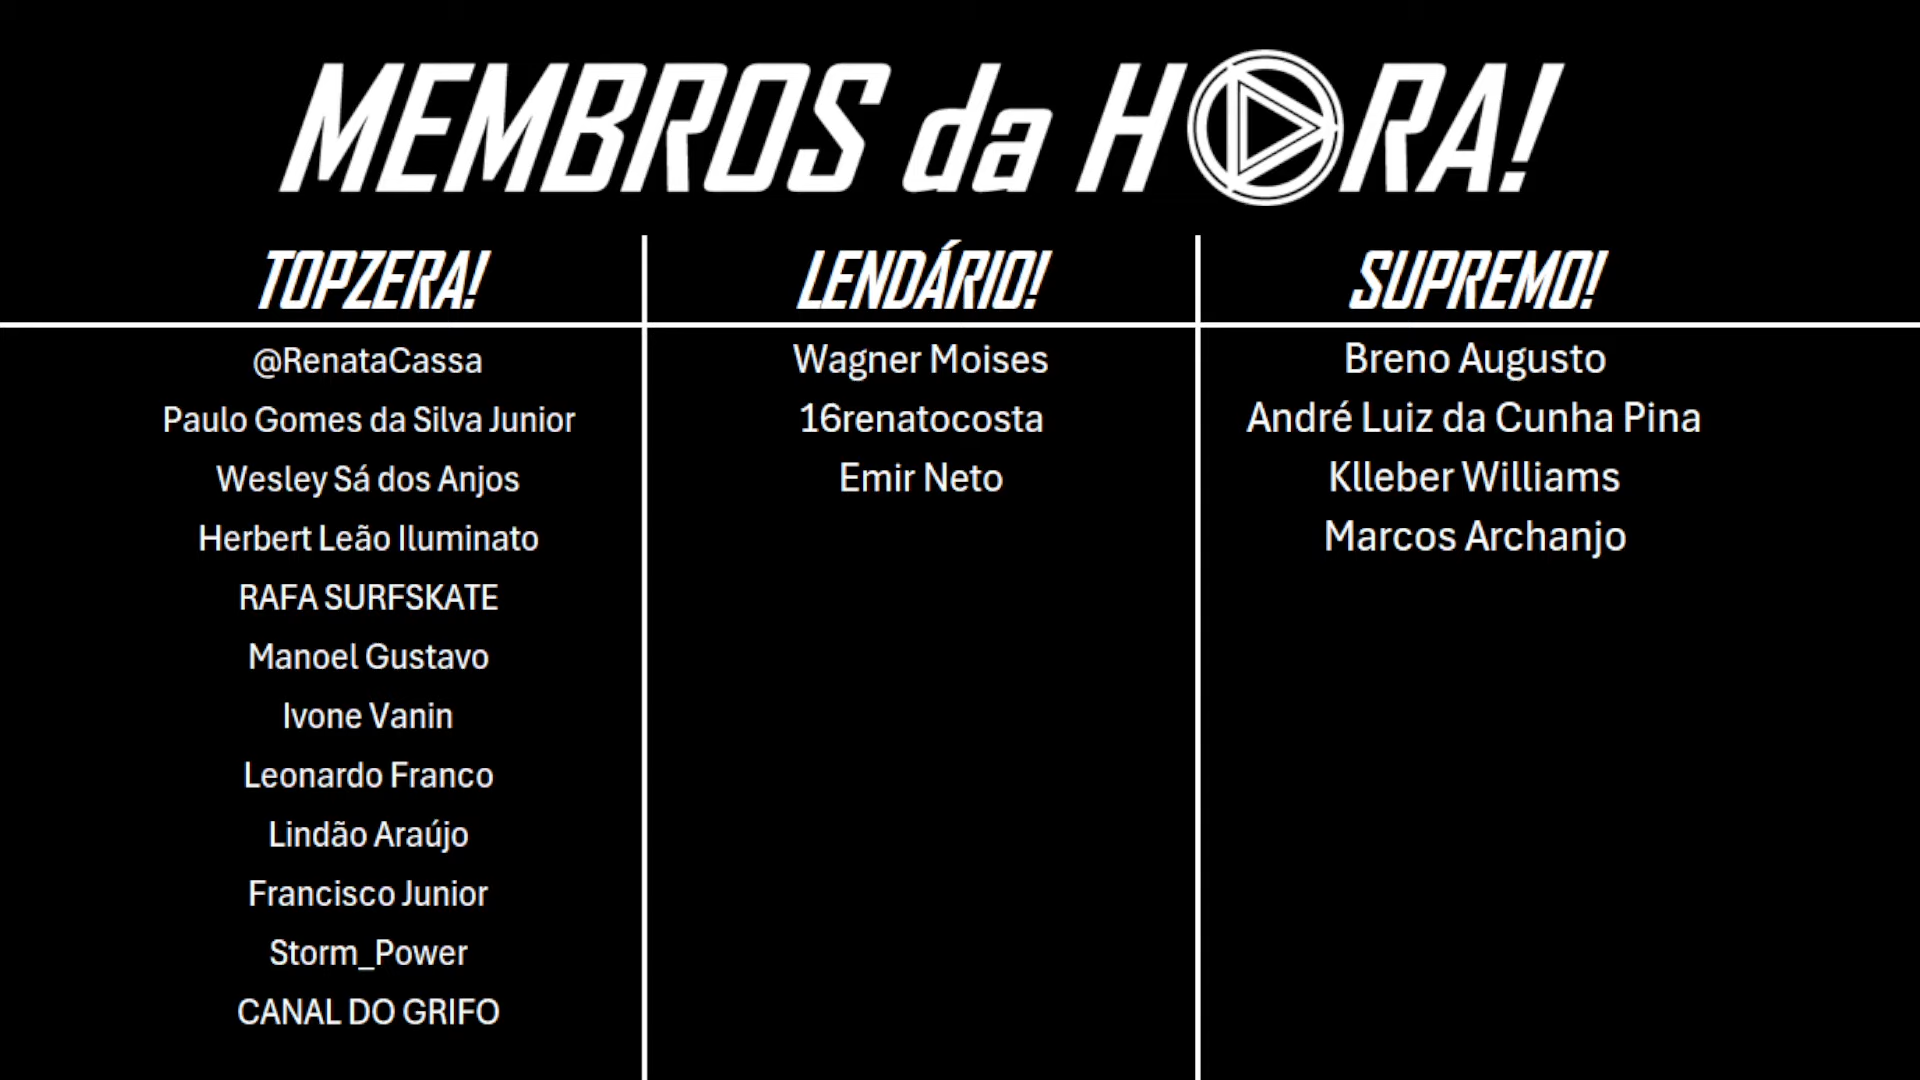 MEMBROS da HORA!
TOPZERA!
@RenataCassa
Paulo Gomes da Silva Junior
Wesley Sá dos Anjos
Herbert Leão Iluminato
RAFA SURFSKATE
Manoel Gustavo
Ivone Vanin
Leonardo Franco
Lindão Araújo
Francisco Junior
Storm_Power
CANAL DO GRIFO
LENDÁRIO!
Wagner Moises
16renatocosta
Emir Neto
SUPREMO!
Breno Augusto
André Luiz da Cunha Pina
Klleber Williams
Marcos Archanjo